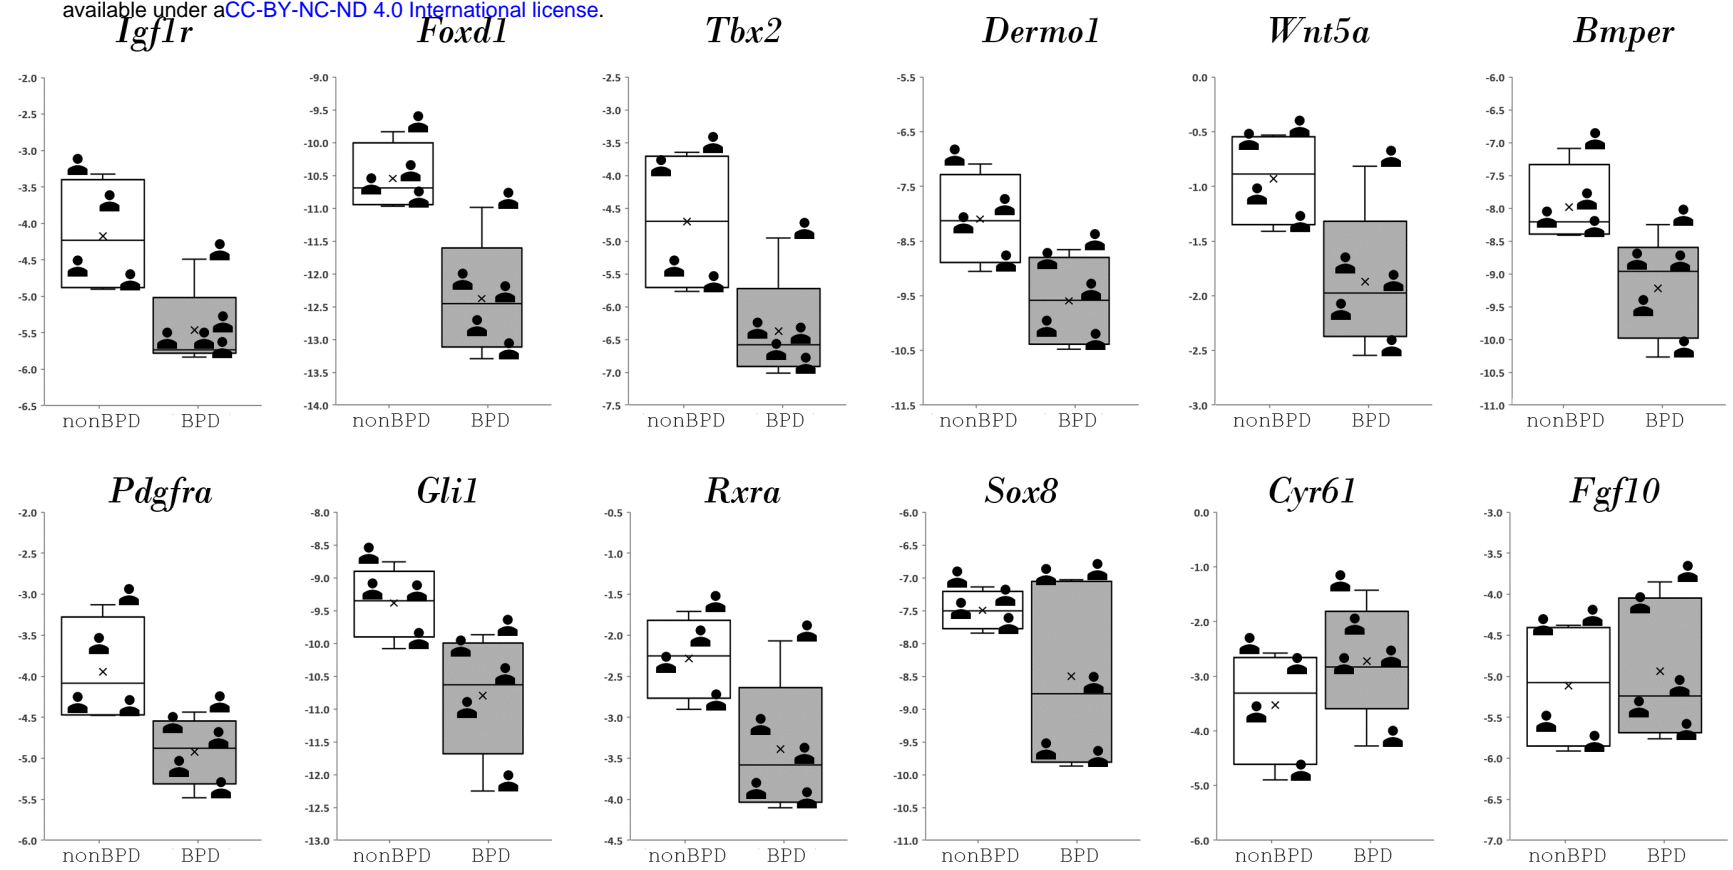 available under aCC-BY-NC-ND 4.0 International license.
Igf1r Foxd1 Tbx2 Dermo1 Wnt5a Bmper
-2.0 -9.0 -2.5 -5.5 0.0 -6.0
-2.5 -9.5 -3.0 -6.5 -0.5 -6.5
-3.0 -10.0 -3.5 -7.5 -1.0 -7.0
-3.5 -10.5 -4.0 -8.5 -1.5 -7.5
-4.0 -11.0 -4.5 -9.5 -2.0 -8.0
-4.5 -11.5 -5.0 -10.5 -2.5 -8.5
-5.0 -12.0 -5.5 -11.5 -3.0 -9.0
-5.5 -12.5 -6.0 -9.5
-6.0 -13.0 -6.5 -10.0
-6.5 -13.5 -7.0 -10.5
-14.0 -7.5 -11.0
nonBPD BPD nonBPD BPD nonBPD BPD nonBPD BPD nonBPD BPD nonBPD BPD
Pdgfra Gli1 Rxra Sox8 Cyr61 Fgf10
-2.0 -8.0 -0.5 -6.0 0.0 -3.0
-2.5 -8.5 -1.0 -6.5 -1.0 -3.5
-3.0 -9.0 -1.5 -7.0 -2.0 -4.0
-3.5 -9.5 -2.0 -7.5 -3.0 -4.5
-4.0 -10.0 -2.5 -8.0 -4.0 -5.0
-4.5 -10.5 -3.0 -8.5 -5.0 -5.5
-5.0 -11.0 -3.5 -9.0 -6.0 -6.0
-5.5 -11.5 -4.0 -9.5 -6.5
-6.0 -12.0 -4.5 -10.0 -7.0
-12.5 -10.5
-13.0 -11.0
nonBPD BPD nonBPD BPD nonBPD BPD nonBPD BPD nonBPD BPD nonBPD BPD